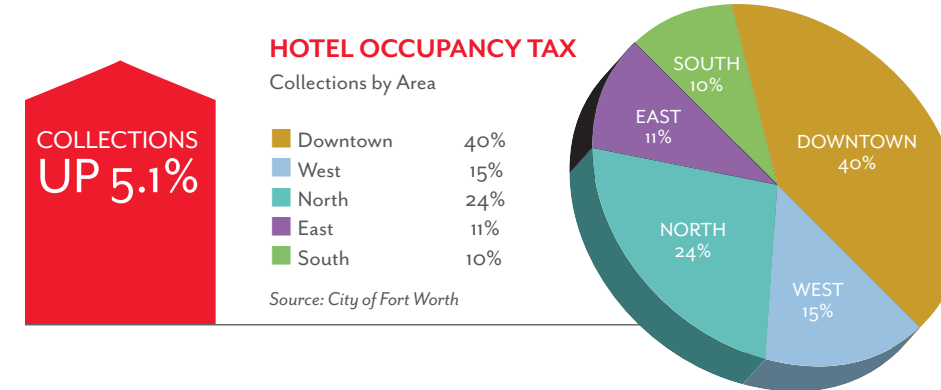 COLLECTIONS
UP 5.1%
HOTEL OCCUPANCY TAX
Collections by Area
Downtown 40%
West 15%
North 24%
East 11%
South 10%
Source: City of Fort Worth
SOUTH
10%
EAST
11%
DOWNTOWN
40%
NORTH
24%
WEST
15%